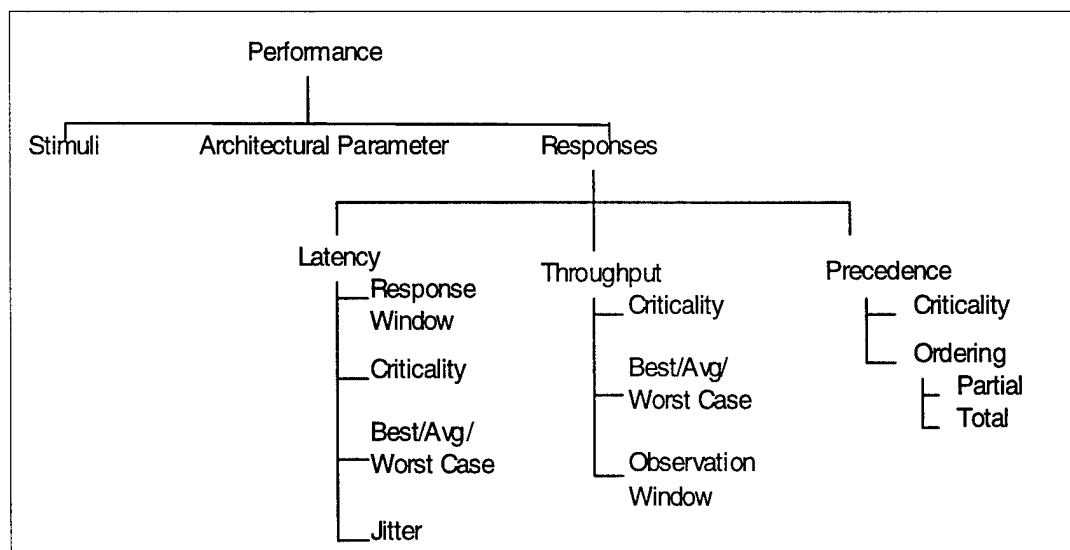 Performance
Stimuli
Architectural Parameter
Responses
Latency
Response
Window
Criticality
Best/Avg/
Worst Case
Jitter
Throughput
Criticality
Best/Avg/
Worst Case
Observation
Window
Precedence
Criticality
Ordering
Partial
Total